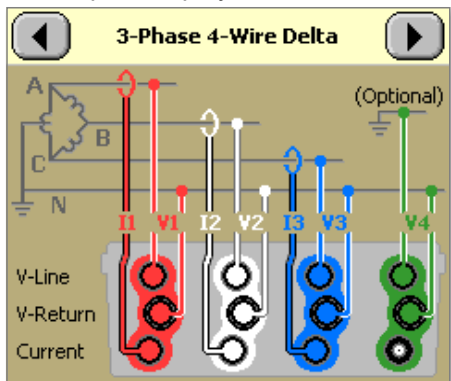 3-Phase 4-Wire Delta
A
(Optional)
B
C
N
I1 V1 I2 V2 I3 V3 V4
V-Line
V-Return
Current